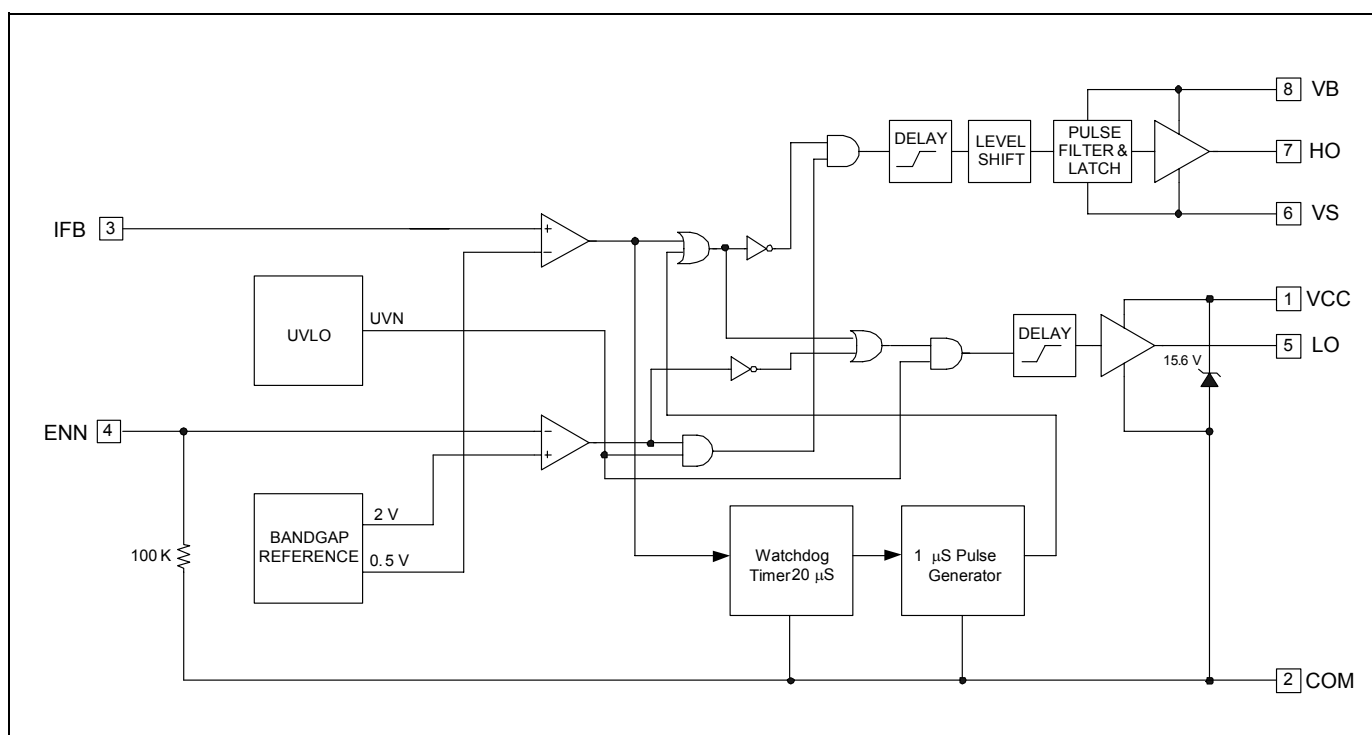 8 VB
DELAY
LEVEL
SHIFT
PULSE
FILTER &
LATCH
7 HO
IFB 3
+
−
6 VS
UVLO
UVN
1 VCC
DELAY
5 LO
15.6 V
ENN 4
−
+
BANDGAP
REFERENCE
2 V
0.5 V
100 K
Watchdog
Timer 20 µS
1 µS Pulse
Generator
2 COM